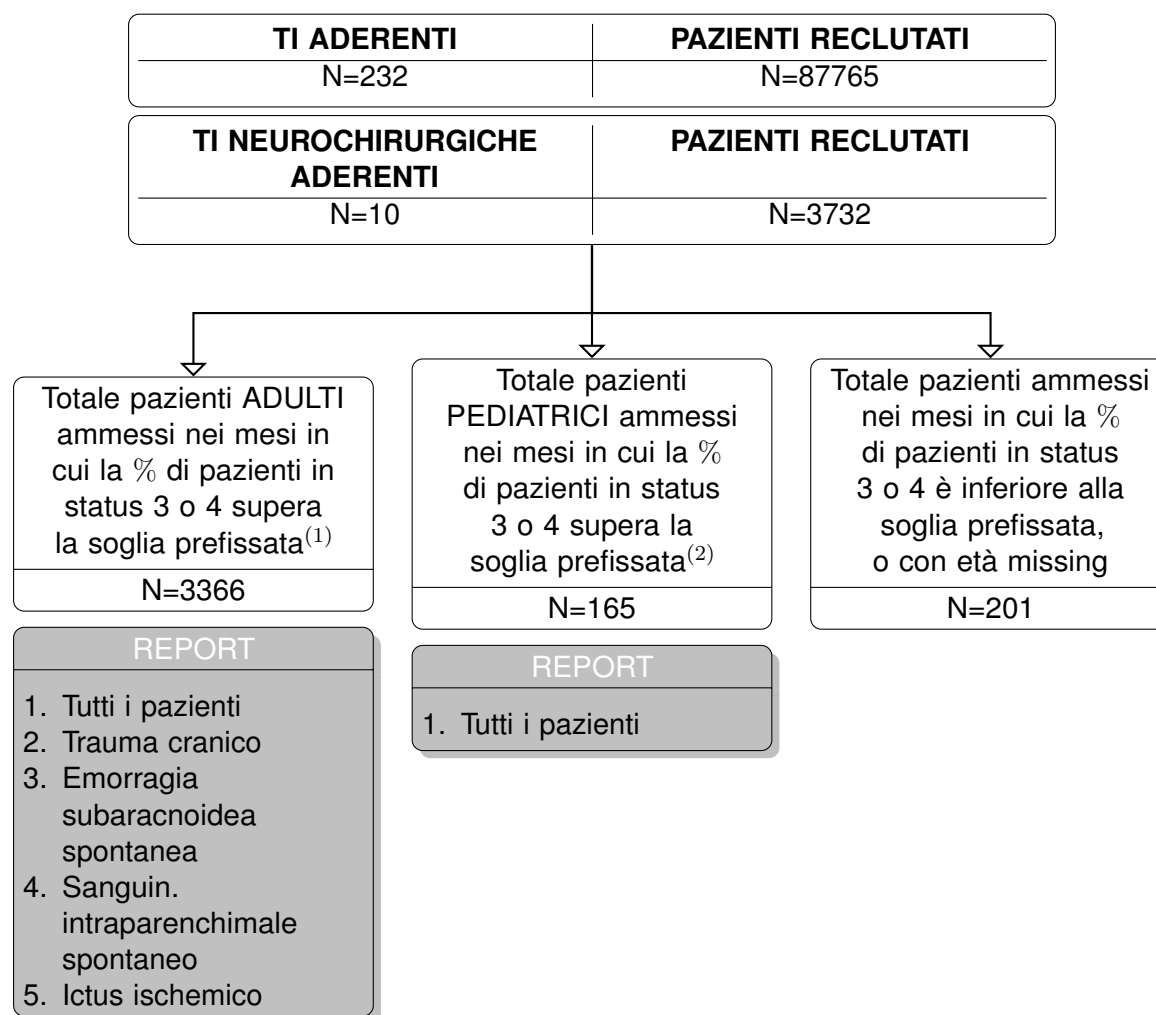 TI ADERENTI
PAZIENTI RECLUTATI
N=232
N=87765
TI NEUROCHIRURGICHE
ADERENTI
PAZIENTI RECLUTATI
N=10
N=3732
Totale pazienti ADULTI
ammessi nei mesi in
cui la % di pazienti in
status 3 o 4 supera
la soglia prefissata(1)
N=3366
REPORT
1. Tutti i pazienti
2. Trauma cranico
3. Emorragia
subaracnoidea
spontanea
4. Sanguin.
intraparenchimale
spontaneo
5. Ictus ischemico
Totale pazienti
PEDIATRICI ammessi
nei mesi in cui la %
di pazienti in status
3 o 4 supera la
soglia prefissata(2)
N=165
REPORT
1. Tutti i pazienti
Totale pazienti ammessi
nei mesi in cui la %
di pazienti in status
3 o 4 è inferiore alla
soglia prefissata,
o con età missing
N=201